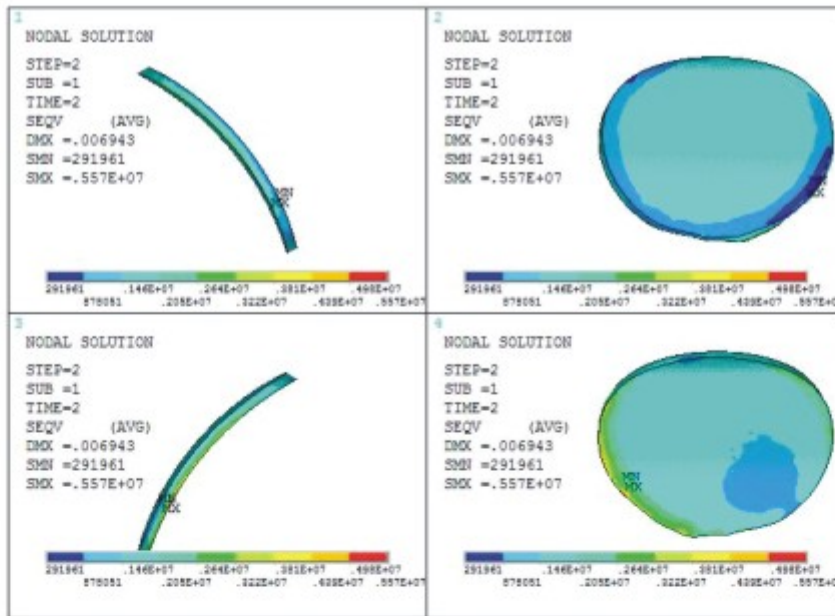 1
NODAL SOLUTION
STEP=2
SUB =1
TIME=2
SEQV (AVG)
DMX =.006943
SMN =291961
SMX =.557E+07
MN
MX
291961 .146E+07 .264E+07 .381E+07 .498E+07
878051 .205E+07 .322E+07 .439E+07 .557E+07
2
NODAL SOLUTION
STEP=2
SUB =1
TIME=2
SEQV (AVG)
DMX =.006943
SMN =291961
SMX =.557E+07
MX
291961 .146E+07 .264E+07 .381E+07 .498E+07
878051 .205E+07 .322E+07 .439E+07 .557E+07
3
NODAL SOLUTION
STEP=2
SUB =1
TIME=2
SEQV (AVG)
DMX =.006943
SMN =291961
SMX =.557E+07
MN
MX
291961 .146E+07 .264E+07 .381E+07 .498E+07
878051 .205E+07 .322E+07 .439E+07 .557E+07
4
NODAL SOLUTION
STEP=2
SUB =1
TIME=2
SEQV (AVG)
DMX =.006943
SMN =291961
SMX =.557E+07
MN
MX
291961 .146E+07 .264E+07 .381E+07 .498E+07
878051 .205E+07 .322E+07 .439E+07 .557E+07